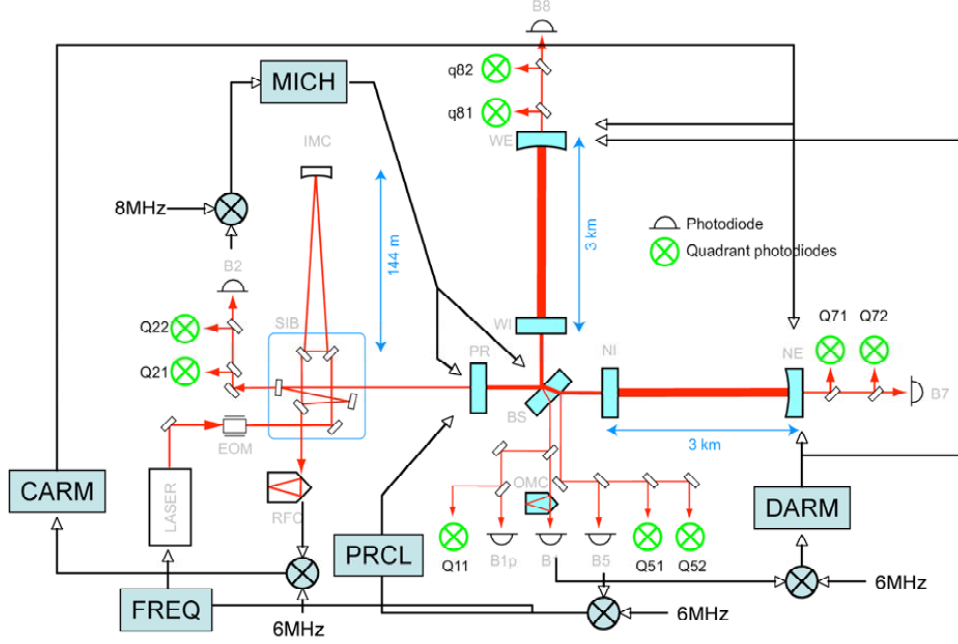 B8
q82
MICH
q81
IMC
WE
8MHz
3 km
Photodiode
144 m
Quadrant photodiodes
B2
Q22
SIB
WI
Q71
Q72
Q21
PR
NI
NE
B7
BS
EOM
3 km
CARM
LASER
RFC
OMC
DARM
PRCL
Q11
B1p
B
B5
Q51
Q52
FREQ
6MHz
6MHz
6MHz